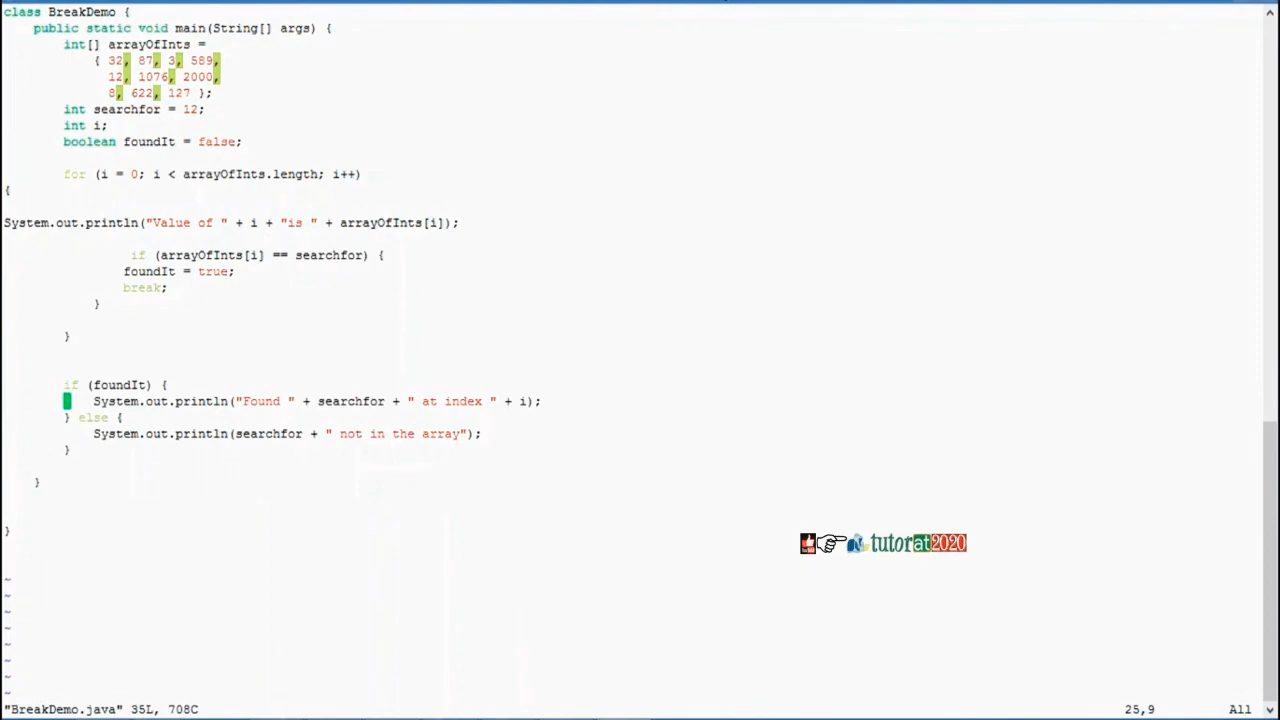 class BreakDemo {
    public static void main(String[] args) {
        int[] arrayOfInts =
            { 32, 87, 3, 589,
              12, 1076, 2000,
              8, 622, 127 };
        int searchfor = 12;
        int i;
        boolean foundIt = false;
        for (i = 0; i < arrayOfInts.length; i++)
{
System.out.println("Value of " + i + "is " + arrayOfInts[i]);
                 if (arrayOfInts[i] == searchfor) {
                foundIt = true;
                break;
            }
        }
        if (foundIt) {
            System.out.println("Found " + searchfor + " at index " + i);
        } else {
            System.out.println(searchfor + " not in the array");
        }
    }
}
tutorat2020
~
~
~
~
~
~
~
~
"BreakDemo.java" 35L, 708C 25,9 All